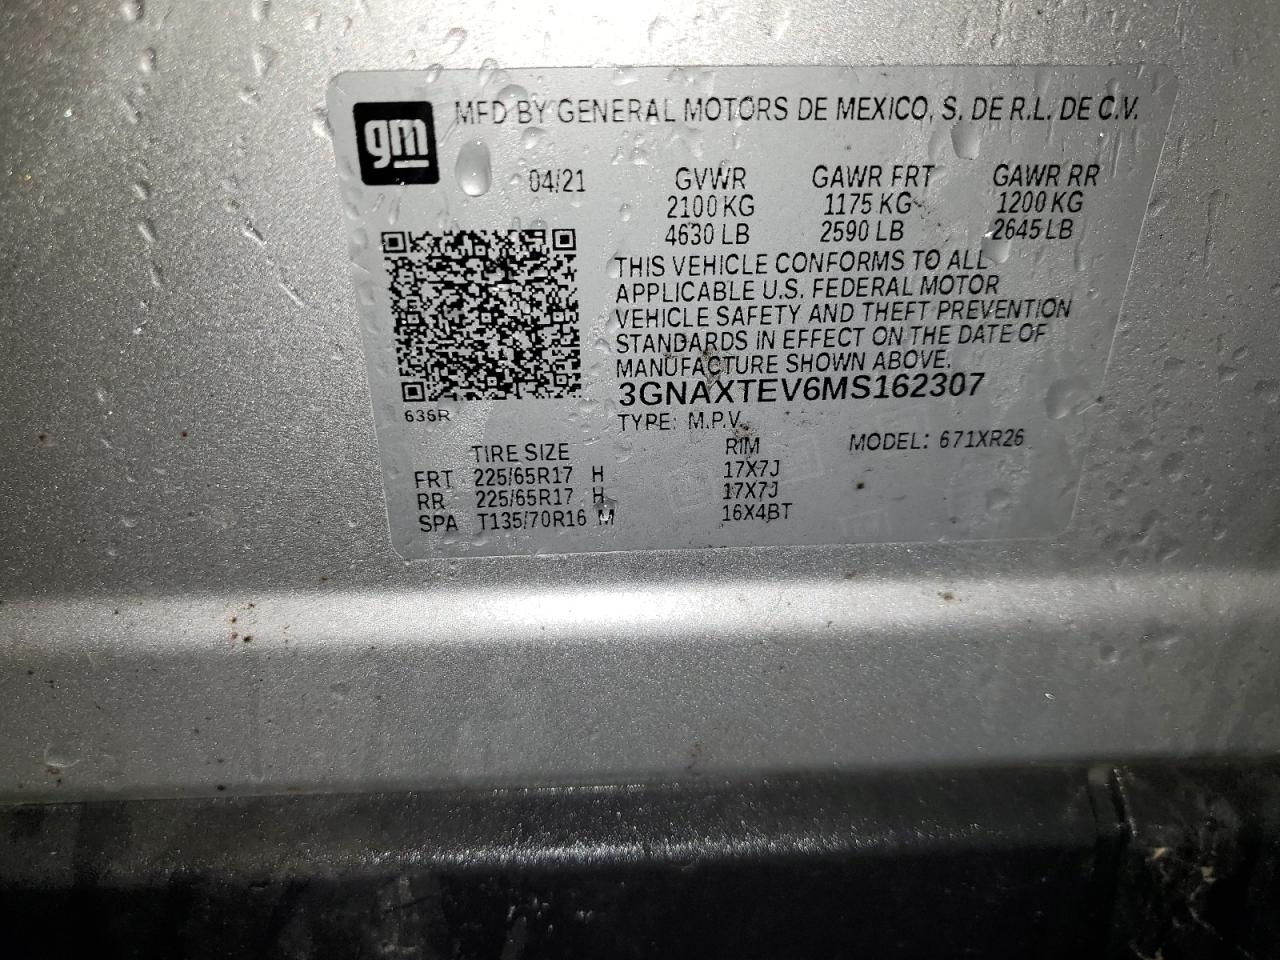 gm
MFD BY GENERAL MOTORS DE MEXICO, S. DE R.L. DE C.V.
04/21 GVWR GAWR FRT GAWR RR
2100 KG 1175 KG 1200 KG
4630 LB 2590 LB 2645 LB
THIS VEHICLE CONFORMS TO ALL
APPLICABLE U.S. FEDERAL MOTOR
VEHICLE SAFETY AND THEFT PREVENTION
STANDARDS IN EFFECT ON THE DATE OF
MANUFACTURE SHOWN ABOVE.
3GNAXTEV6MS162307
636R
TYPE: M.P.V.
TIRE SIZE RIM MODEL: 671XR26
FRT 225/65R17 H 17X7J
RR 225/65R17 H 17X7J
SPA T135/70R16 M 16X4BT